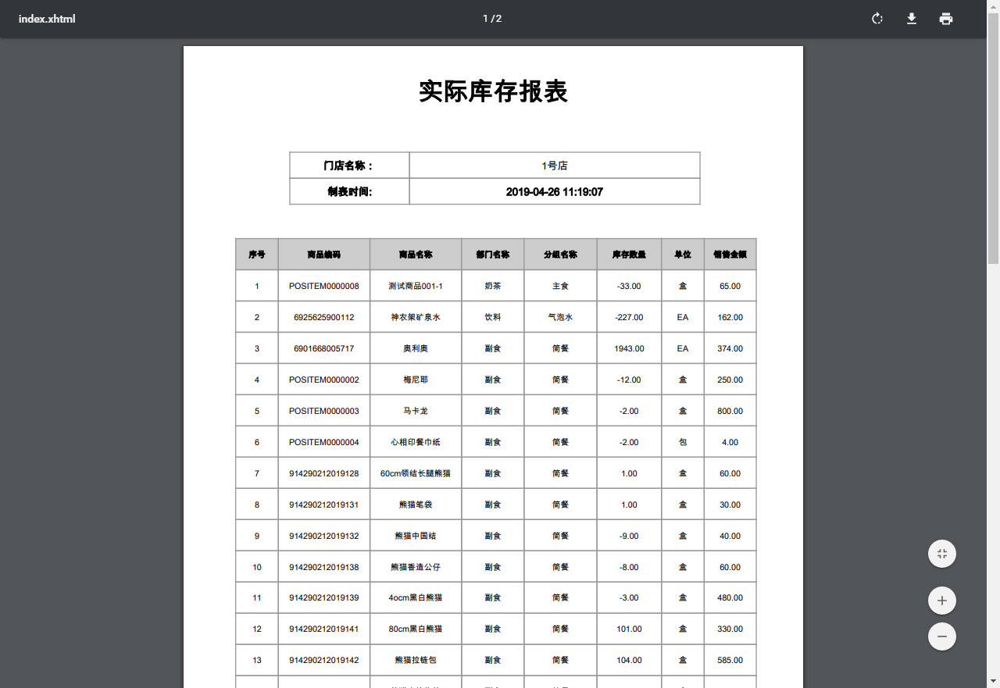 index.xhtml 1 / 2
实际库存报表
门店名称： 1号店
制表时间: 2019-04-26 11:19:07
序号 商品编码 商品名称 部门名称 分组名称 库存数量 单位 销售金额
1 POSITEM0000008 测试商品001-1 奶茶 主食 -33.00 盒 65.00
2 6925625900112 神农架矿泉水 饮料 气泡水 -227.00 EA 162.00
3 6901668005717 奥利奥 副食 简餐 1943.00 EA 374.00
4 POSITEM0000002 梅尼耶 副食 简餐 -12.00 盒 250.00
5 POSITEM0000003 马卡龙 副食 简餐 -2.00 盒 800.00
6 POSITEM0000004 心相印餐巾纸 副食 简餐 -2.00 包 4.00
7 914290212019128 60cm领结长腿熊猫 副食 简餐 1.00 盒 60.00
8 914290212019131 熊猫笔袋 副食 简餐 1.00 盒 30.00
9 914290212019132 熊猫中国结 副食 简餐 -9.00 盒 40.00
10 914290212019138 熊猫香造公仔 副食 简餐 -8.00 盒 60.00
11 914290212019139 4ocm黑白熊猫 副食 简餐 -3.00 盒 480.00
12 914290212019141 80cm黑白熊猫 副食 简餐 101.00 盒 330.00
13 914290212019142 熊猫拉链包 副食 简餐 104.00 盒 585.00